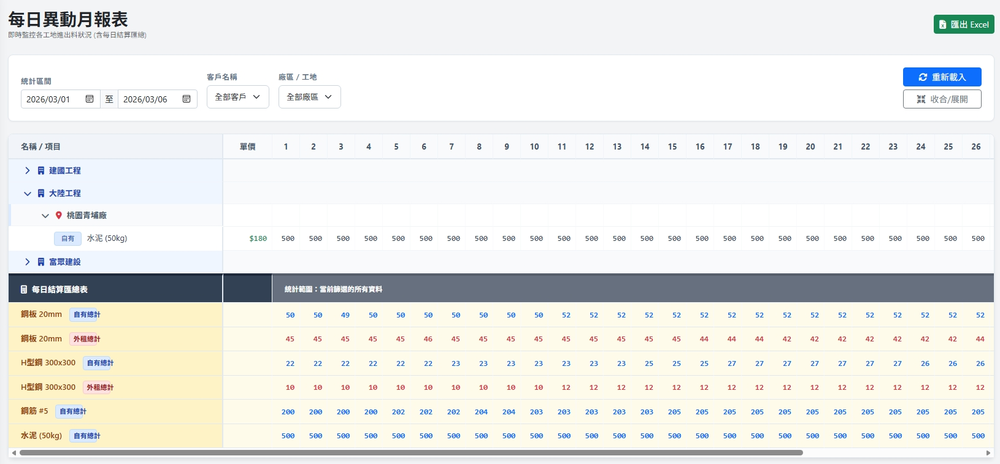 每日異動月報表
即時監控各工地進出料狀況 (含每日結算匯總)
匯出 Excel
統計區間
2026/03/01 至 2026/03/06
客戶名稱
全部客戶
廠區 / 工地
全部廠區
重新載入
收合/展開
名稱 / 項目 單價 1 2 3 4 5 6 7 8 9 10 11 12 13 14 15 16 17 18 19 20 21 22 23 24 25 26
建國工程
大陸工程
桃園青埔廠
自有 水泥 (50kg) $180 500 500 500 500 500 500 500 500 500 500 500 500 500 500 500 500 500 500 500 500 500 500 500 500 500 500
富眾建設
每日結算匯總表 統計範圍：當前篩選的所有資料
鋼板 20mm 自有總計 50 50 49 50 50 50 50 50 50 50 52 52 52 52 52 52 52 52 52 52 52 52 52 52 52 52
鋼板 20mm 外租總計 45 45 45 45 45 46 45 45 45 45 45 45 45 45 45 44 44 44 42 42 42 42 42 42 42 44
H型鋼 300x300 自有總計 22 22 22 22 22 22 23 23 23 23 23 23 23 25 25 25 27 27 27 27 27 27 27 26 26 26
H型鋼 300x300 外租總計 10 10 10 10 10 10 10 10 10 10 12 12 12 12 12 12 12 12 12 12 12 12 12 12 12 12
鋼筋 #5 自有總計 200 200 200 200 202 202 202 204 204 203 203 203 203 203 205 205 205 205 205 205 205 205 205 205 205 205
水泥 (50kg) 自有總計 500 500 500 500 500 500 500 500 500 500 500 500 500 500 500 500 500 500 500 500 500 500 500 500 500 500